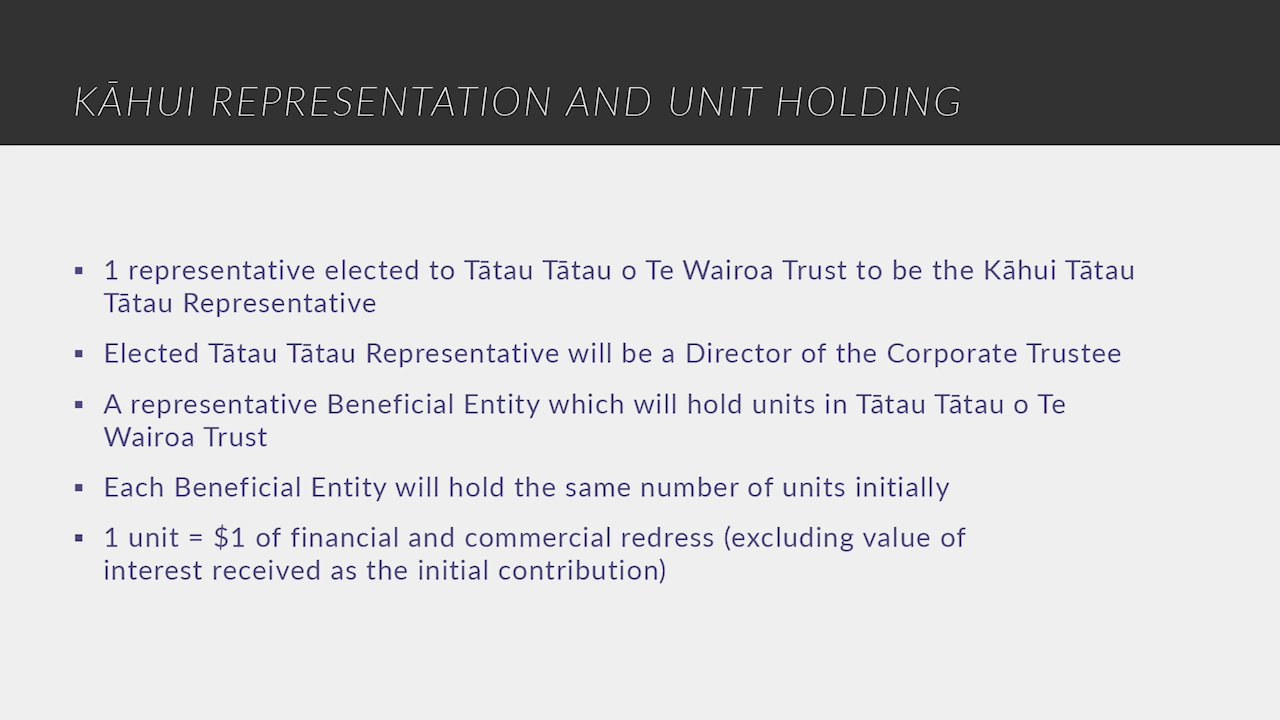 KĀHUI REPRESENTATION AND UNIT HOLDING
▪ 1 representative elected to Tātau Tātau o Te Wairoa Trust to be the Kāhui Tātau
Tātau Representative
▪ Elected Tātau Tātau Representative will be a Director of the Corporate Trustee
▪ A representative Beneficial Entity which will hold units in Tātau Tātau o Te
Wairoa Trust
▪ Each Beneficial Entity will hold the same number of units initially
▪ 1 unit = $1 of financial and commercial redress (excluding value of
interest received as the initial contribution)